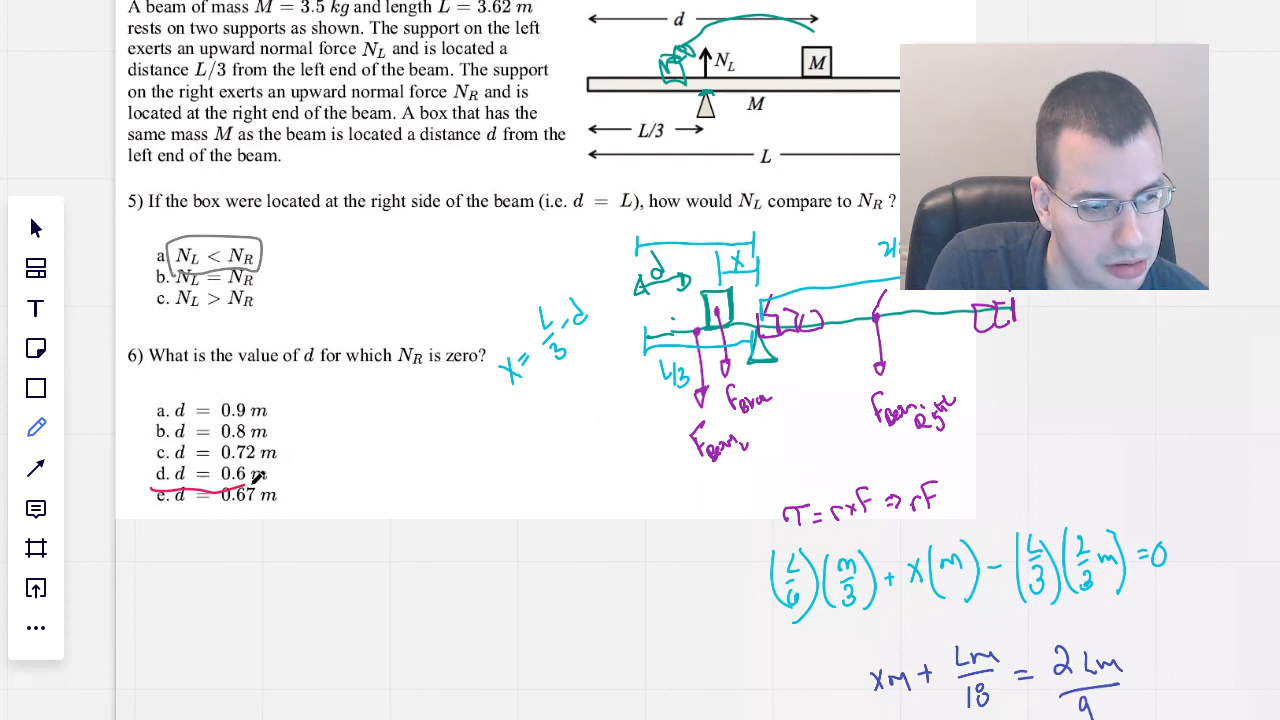 A beam of mass M = 3.5 kg and length L = 3.62 m
rests on two supports as shown. The support on the left
exerts an upward normal force N_L and is located a
distance L/3 from the left end of the beam. The support
on the right exerts an upward normal force N_R and is
located at the right end of the beam. A box that has the
same mass M as the beam is located a distance d from the
left end of the beam.
d
N_L
M
M
L/3
L
5) If the box were located at the right side of the beam (i.e. d = L), how would N_L compare to N_R ?
a N_L < N_R
b. N_L = N_R
c. N_L > N_R
6) What is the value of d for which N_R is zero?
a. d = 0.9 m
b. d = 0.8 m
c. d = 0.72 m
d. d = 0.6 m
e. d = 0.67 m
x = L/3 - d
d
x
L/3
F Box
F Beam L
F Beam Right
τ = r x F => rF
(L/6)(m/3) + x(m) - (L/3)(2/3 m) = 0
xm + Lm/18 = 2Lm/9
T